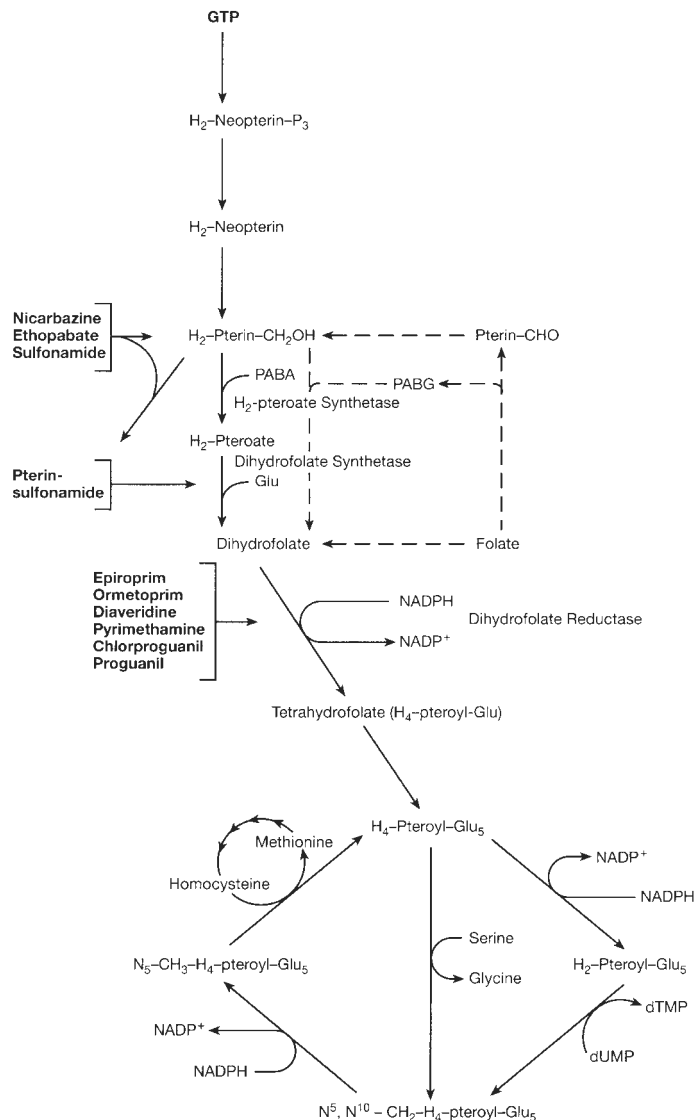 GTP
H₂–Neopterin–P₃
H₂–Neopterin
Nicarbazine
Ethopabate
Sulfonamide
H₂–Pterin–CH₂OH
Pterin–CHO
PABA
PABG
H₂-pteroate Synthetase
H₂–Pteroate
Dihydrofolate Synthetase
Pterin-
sulfonamide
Glu
Dihydrofolate
Folate
Epiroprim
Ormetoprim
Diaveridine
Pyrimethamine
Chlorproguanil
Proguanil
NADPH
NADP⁺
Dihydrofolate Reductase
Tetrahydrofolate (H₄–pteroyl-Glu)
H₄–Pteroyl–Glu₅
Methionine
Homocysteine
NADP⁺
NADPH
Serine
Glycine
N₅–CH₃–H₄–pteroyl–Glu₅
H₂–Pteroyl–Glu₅
NADP⁺
NADPH
dTMP
dUMP
N⁵, N¹⁰ – CH₂–H₄–pteroyl–Glu₅